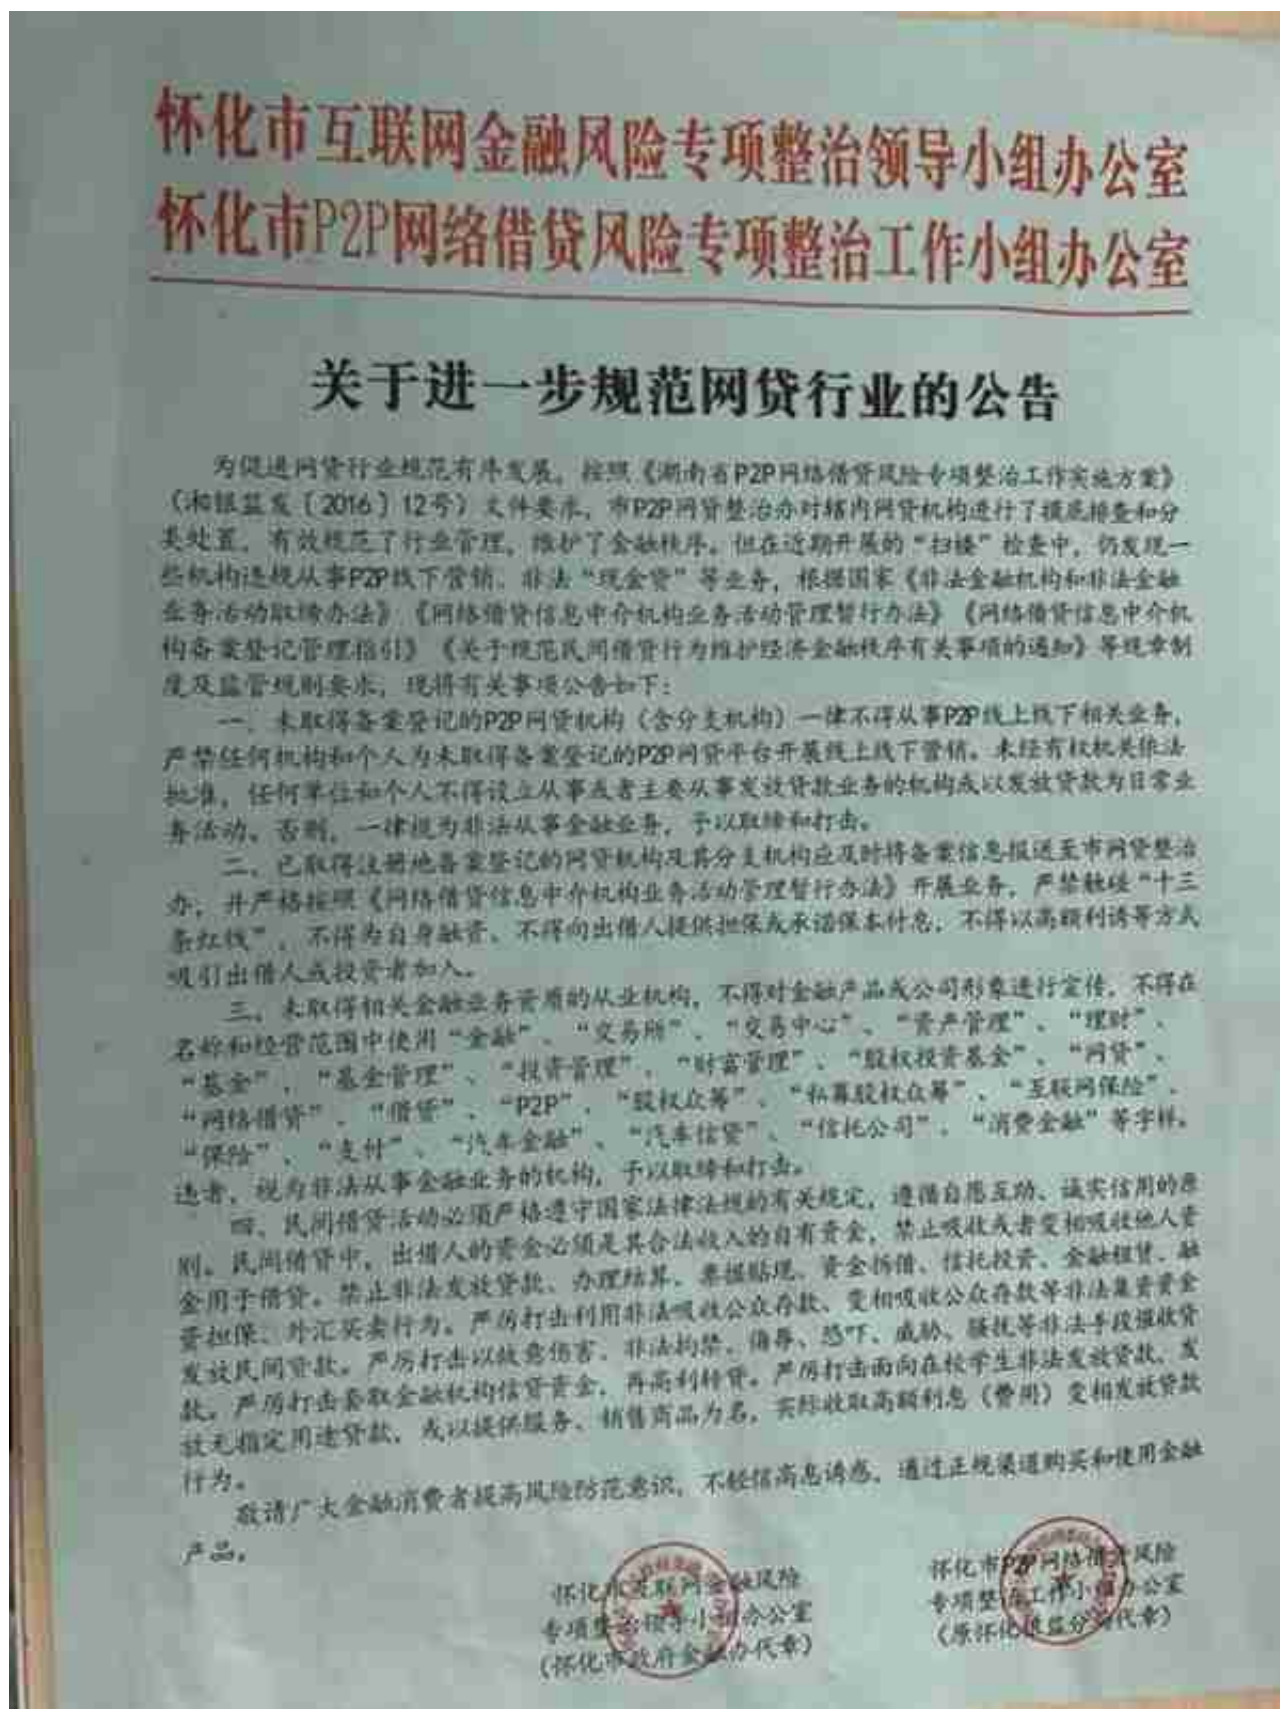 怀化市互联网金融风险专项整治领导小组办公室
怀化市P2P网络借贷风险专项整治工作小组办公室
关于进一步规范网贷行业的公告
为促进网贷行业规范有序发展，按照《湖南省P2P网络借贷风险专项整治工作实施方案》
（湘银监发〔2016〕12号）文件要求，市P2P网贷整治办对辖内网贷机构进行了摸底排查和分
类处置，有效规范了行业管理，维护了金融秩序。但在近期开展的“扫楼”检查中，仍发现一
些机构违规从事P2P线下营销、非法“现金贷”等业务，根据国家《非法金融机构和非法金融
业务活动取缔办法》《网络借贷信息中介机构业务活动管理暂行办法》《网络借贷信息中介机
构备案登记管理指引》《关于规范民间借贷行为维护经济金融秩序有关事项的通知》等规章制
度及监管规则要求，现将有关事项公告如下：
一、未取得备案登记的P2P网贷机构（含分支机构）一律不得从事P2P线上线下相关业务，
严禁任何机构和个人为未取得备案登记的P2P网贷平台开展线上线下营销。未经有权机关依法
批准，任何单位和个人不得设立从事或者主要从事发放贷款业务的机构或以发放贷款为日常业
务活动。否则，一律视为非法从事金融业务，予以取缔和打击。
二、已取得注册地备案登记的网贷机构及其分支机构应及时将备案信息报送至市网贷整治
办，并严格按照《网络借贷信息中介机构业务活动管理暂行办法》开展业务，严禁触碰“十三
条红线”，不得为自身融资、不得向出借人提供担保或承诺保本付息，不得以高额利诱等方式
吸引出借人或投资者加入。
三、未取得相关金融业务资质的从业机构，不得对金融产品或公司形象进行宣传，不得在
名称和经营范围中使用“金融”、“交易所”、“交易中心”、“资产管理”、“理财”、
“基金”、“基金管理”、“投资管理”、“财富管理”、“股权投资基金”、“网贷”、
“网络借贷”、“借贷”、“P2P”、“股权众筹”、“私募股权众筹”、“互联网保险”、
“保险”、“支付”、“汽车金融”、“汽车信贷”、“信托公司”、“消费金融”等字样。
违者，视为非法从事金融业务的机构，予以取缔和打击。
四、民间借贷活动必须严格遵守国家法律法规的有关规定，遵循自愿互助、诚实信用的原
则。民间借贷中，出借人的资金必须是其合法收入的自有资金，禁止吸收或者变相吸收他人资
金用于借贷。禁止非法发放贷款、办理结算、票据贴现、资金拆借、信托投资、金融租赁、融
资担保、外汇买卖行为。严厉打击利用非法吸收公众存款、变相吸收公众存款等非法集资资金
发放民间贷款。严厉打击以故意伤害、非法拘禁、侮辱、恐吓、威胁、骚扰等非法手段催收贷
款。严厉打击套取金融机构信贷资金，再高利转贷。严厉打击面向在校学生非法发放贷款，发
放无指定用途贷款，或以提供服务、销售商品为名，实际收取高额利息（费用）变相发放贷款
行为。
敬请广大金融消费者提高风险防范意识，不轻信高息诱惑，通过正规渠道购买和使用金融
产品。
怀化市互联网金融风险
专项整治领导小组办公室
（怀化市政府金融办代章）
怀化市P2P网络借贷风险
专项整治工作小组办公室
（原怀化银监分局代章）